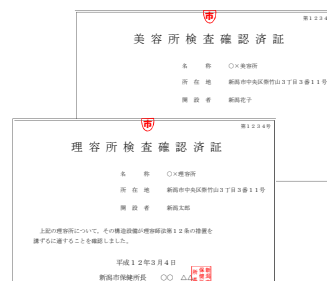 市
第1234
美容所検査確認済証
名 称 ○×美容所
所 在 地 新潟市中央区紫竹山3丁目3番11号
開 設 者 新潟花子
市
第1234号
理容所検査確認済証
名 称 ○×理容所
所 在 地 新潟市中央区紫竹山3丁目3番11号
開 設 者 新潟太郎
上記の理容所について、その構造設備が理容師法第12条の措置を
講ずるに適することを確認しました。
平成12年3月4日
新潟市保健所長 ○○ △△